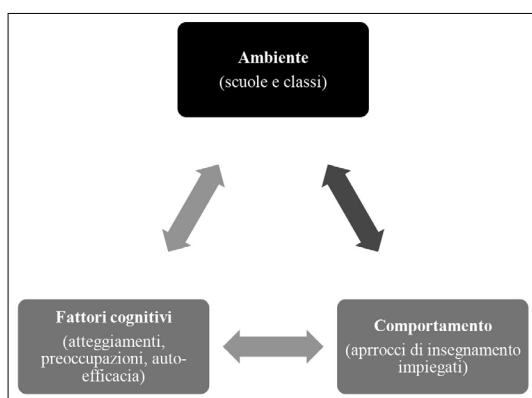 Ambiente
(scuole e classi)
Fattori cognitivi
(atteggiamenti,
preoccupazioni, auto-
efficacia)
Comportamento
(aprrocci di insegnamento
impiegati)